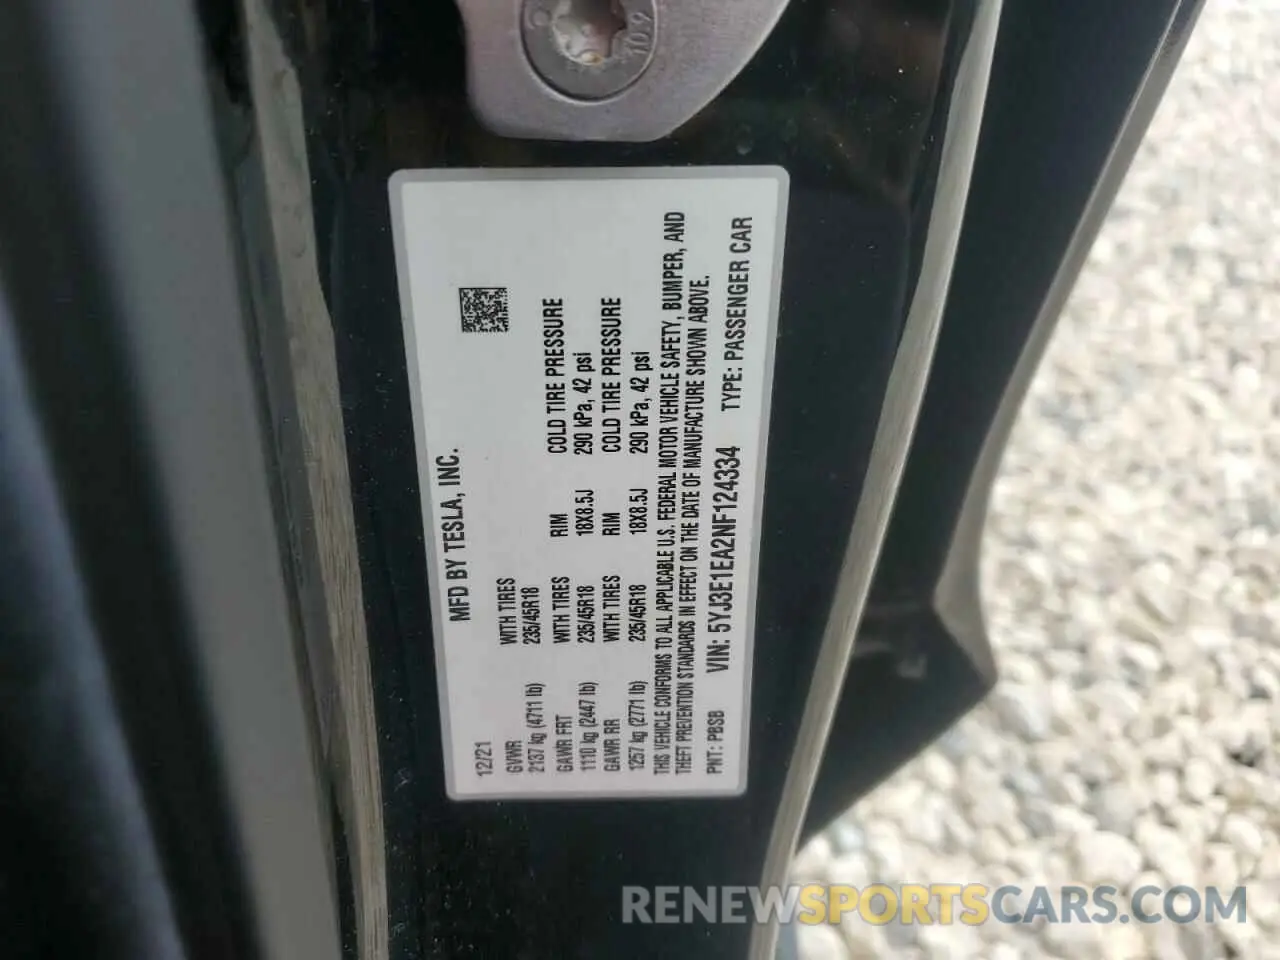 10.9
MFD BY TESLA, INC.
12/21
GVWR WITH TIRES
2137 kg (4711 lb) 235/45R18
GAWR FRT WITH TIRES RIM COLD TIRE PRESSURE
1110 kg (2447 lb) 235/45R18 18X8.5J 290 kPa, 42 psi
GAWR RR WITH TIRES RIM COLD TIRE PRESSURE
1257 kg (2771 lb) 235/45R18 18X8.5J 290 kPa, 42 psi
THIS VEHICLE CONFORMS TO ALL APPLICABLE U.S. FEDERAL MOTOR VEHICLE SAFETY, BUMPER, AND
THEFT PREVENTION STANDARDS IN EFFECT ON THE DATE OF MANUFACTURE SHOWN ABOVE.
PNT: PBSB VIN: 5YJ3E1EA2NF124334 TYPE: PASSENGER CAR
RENEWSPORTSCARS.COM